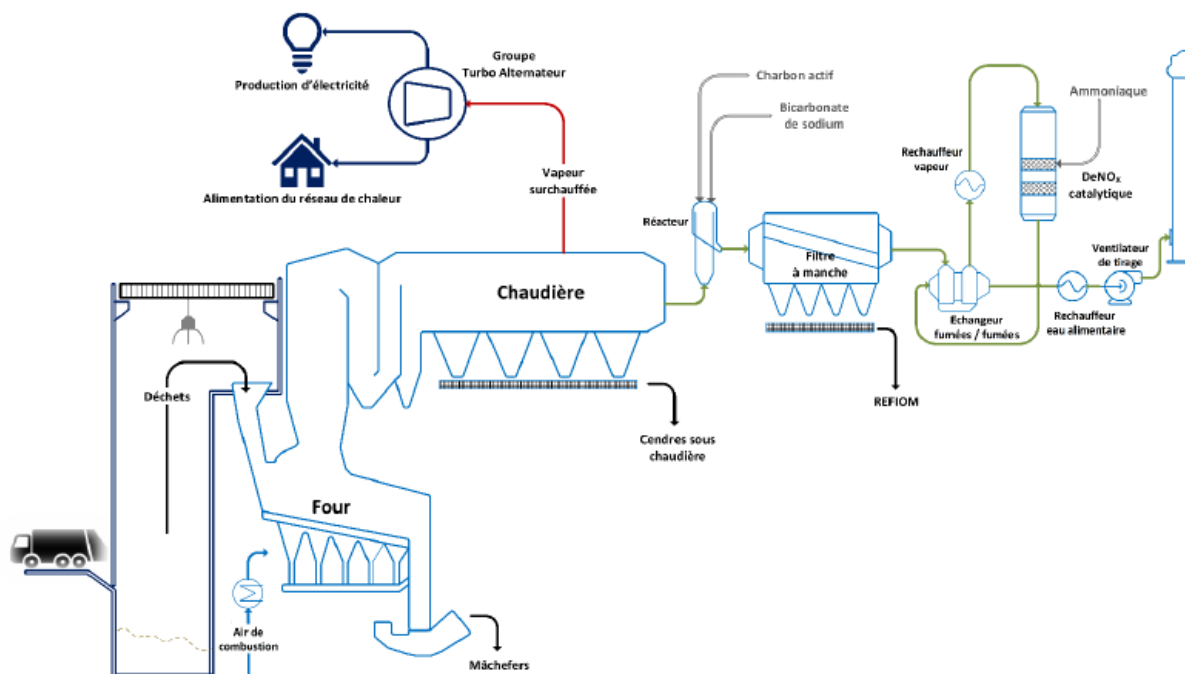 Groupe
Turbo Alternateur
Production d'électricité
Alimentation du réseau de chaleur
Vapeur
surchauffée
Charbon actif
Bicarbonate
de sodium
Ammoniaque
Rechauffeur
vapeur
DeNOx
catalytique
Réacteur
Filtre
à manche
Ventilateur
de tirage
Echangeur
fumées / fumées
Rechauffeur
eau alimentaire
Chaudière
Déchets
REFIOM
Cendres sous
chaudière
Four
Air de
combustion
Mâchefers